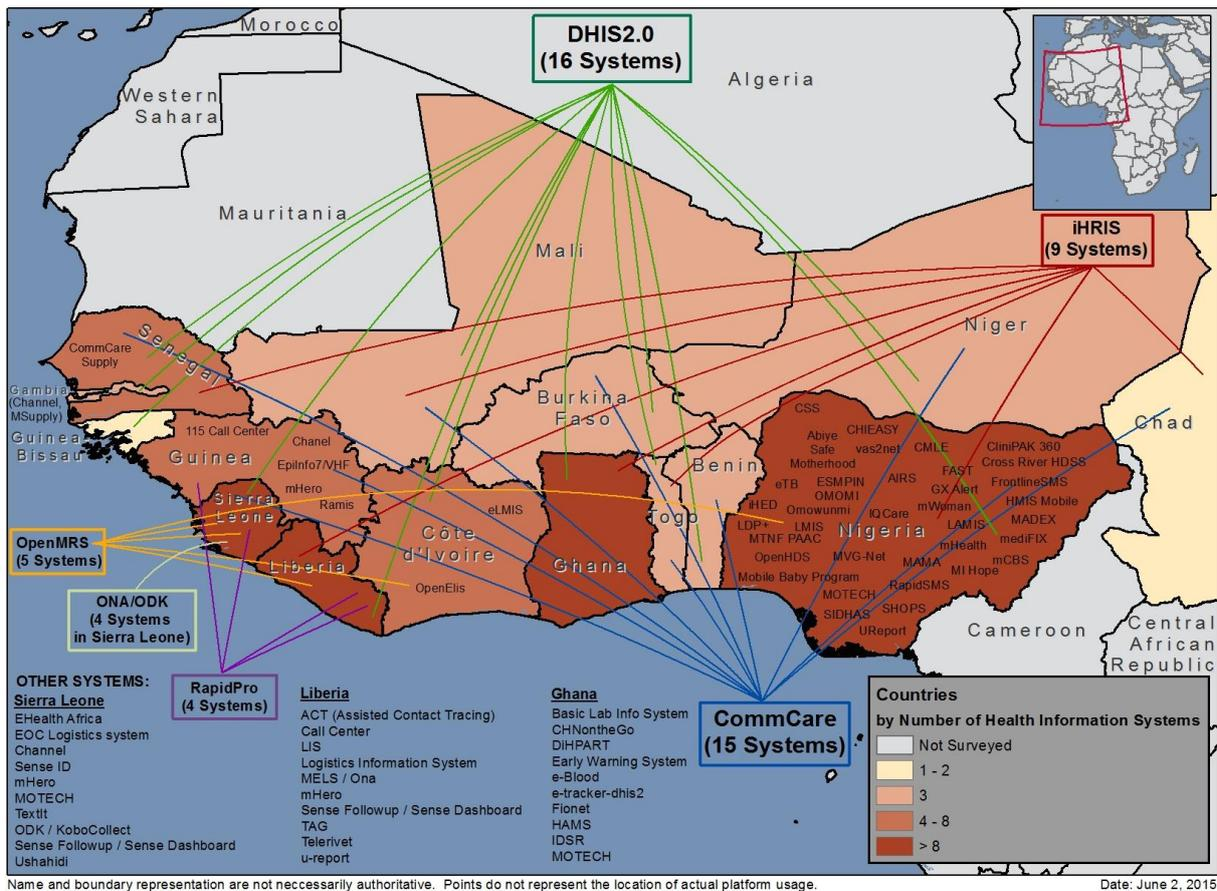 Morocco
DHIS2.0
(16 Systems)
Algeria
Western
Sahara
Mauritania
Mali
iHRIS
(9 Systems)
Niger
Senegal
CommCare
Supply
Gambia
(Channel,
MSupply)
Guinea
Bissau
115 Call Center
Guinea
Chanel
EpiInfo7/VHF
mHero
Ramis
Sierra
Leone
Liberia
Burkina
Faso
Benin
Togo
Ghana
Côte
d'Ivoire
eLMIS
OpenElis
Chad
CSS
CHIEASY
Abiye
Safe
Motherhood
vas2net
CMLE
CliniPAK 360
Cross River HDSS
eTB
ESMPIN
OMOMI
AIRS
FAST
GX Alert
FrontlineSMS
iHED
Omowunmi
IQCare
mWoman
HMS Mobile
LDP+
LMIS
Nigeria
LAMIS
MADEX
MTNF PAAC
mHealth
mediFIX
OpenHDS
MVG-Net
MAMA
mCBS
MI Hope
Mobile Baby Program
RapidSMS
MOTECH
SIDHAS
SHOPS
UReport
Cameroon
Central
African
Republic
OpenMRS
(5 Systems)
ONA/ODK
(4 Systems
in Sierra Leone)
RapidPro
(4 Systems)
CommCare
(15 Systems)
OTHER SYSTEMS:
Sierra Leone
EHealth Africa
EOC Logistics system
Channel
Sense ID
mHero
MOTECH
TextIt
ODK / KoboCollect
Sense Followup / Sense Dashboard
Ushahidi
Liberia
ACT (Assisted Contact Tracing)
Call Center
LIS
Logistics Information System
MELS / Ona
mHero
Sense Followup / Sense Dashboard
TAG
Telerivet
u-report
Ghana
Basic Lab Info System
CHNontheGo
DiHPART
Early Warning System
e-Blood
e-tracker-dhis2
Fionet
HAMS
IDSR
MOTECH
Countries
by Number of Health Information Systems
Not Surveyed
1 - 2
3
4 - 8
> 8
Name and boundary representation are not neccessarily authoritative. Points do not represent the location of actual platform usage.
Date: June 2, 2015